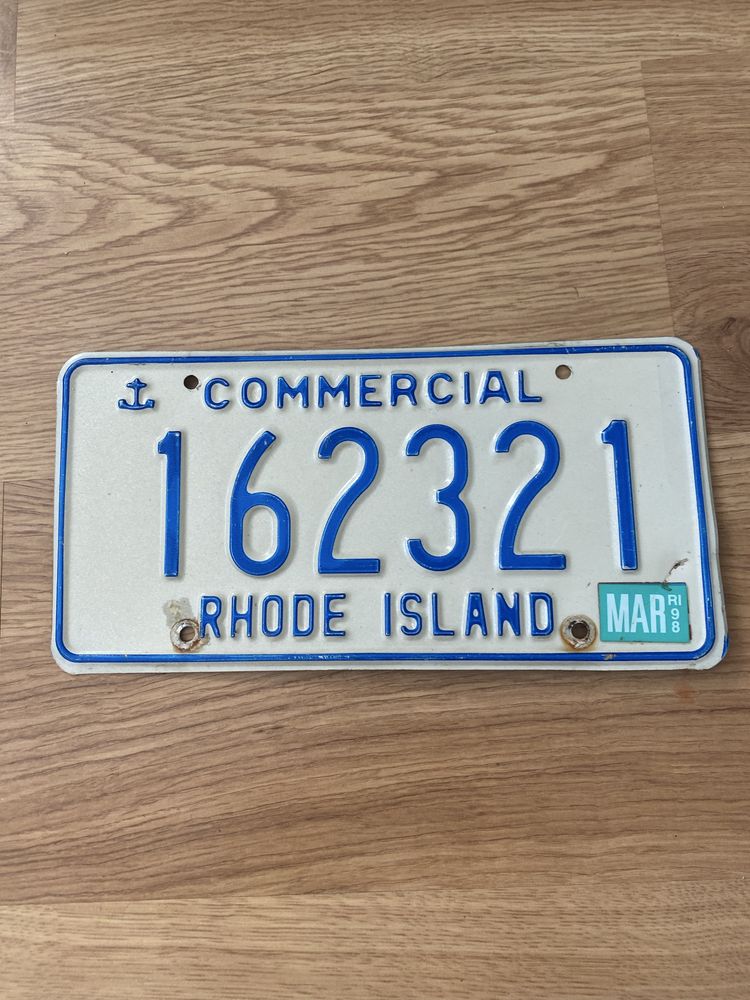 COMMERCIAL
162321
RHODE ISLAND
MAR RI 98